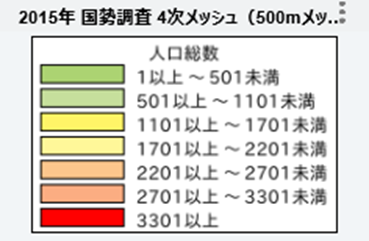 2015年 国勢調査 4次メッシュ（500mメッ...
人口総数
1以上 ～ 501未満
501以上 ～ 1101未満
1101以上 ～ 1701未満
1701以上 ～ 2201未満
2201以上 ～ 2701未満
2701以上 ～ 3301未満
3301以上